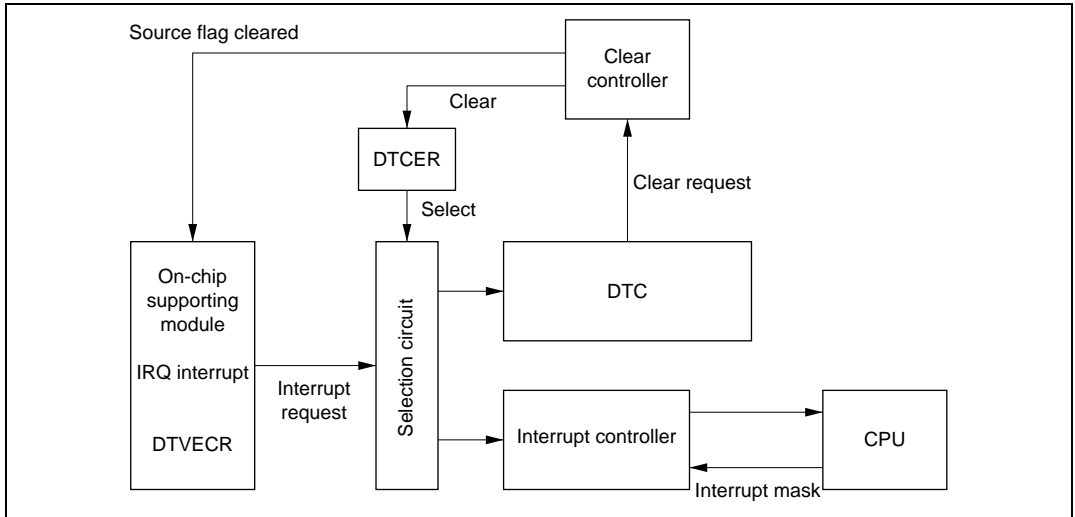 Source flag cleared
Clear
controller
Clear
DTCER
Clear request
Select
On-chip
supporting
module
IRQ interrupt
DTVECR
Interrupt
request
Selection circuit
DTC
Interrupt controller
CPU
Interrupt mask